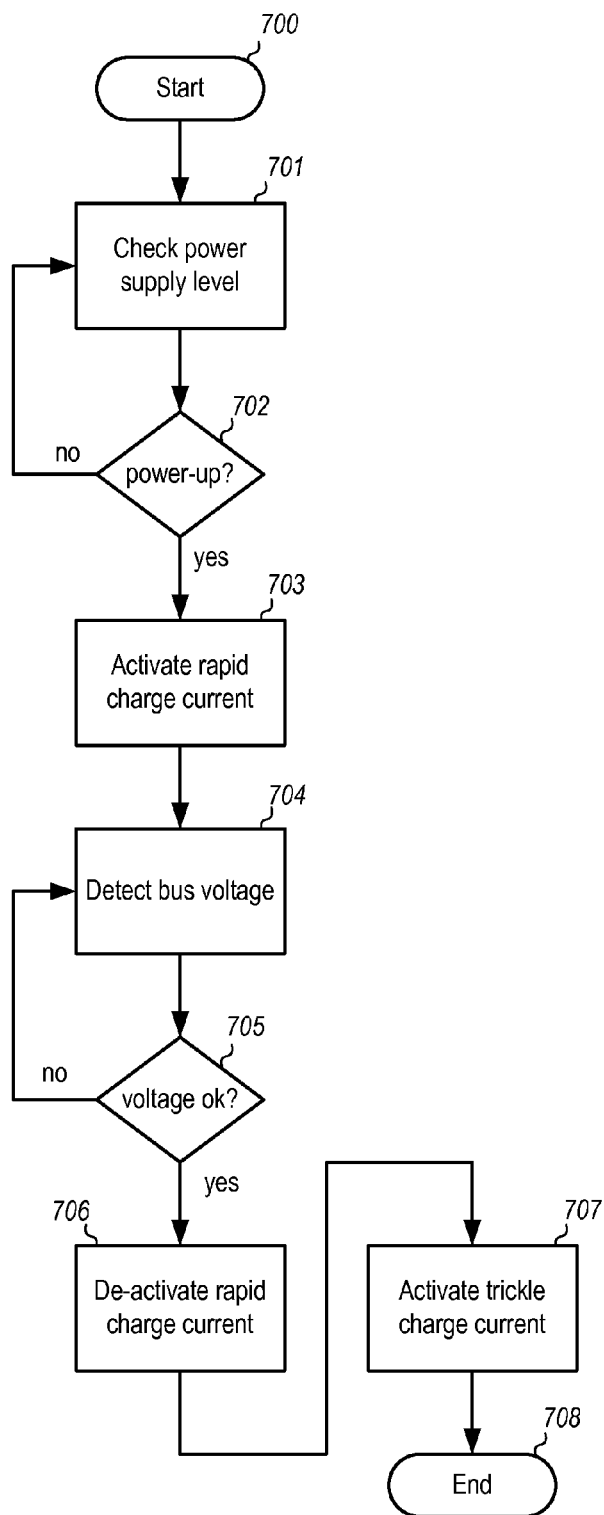 700
Start
701
Check power
supply level
702
power-up?
no
yes
703
Activate rapid
charge current
704
Detect bus voltage
705
voltage ok?
no
yes
706
De-activate rapid
charge current
707
Activate trickle
charge current
708
End